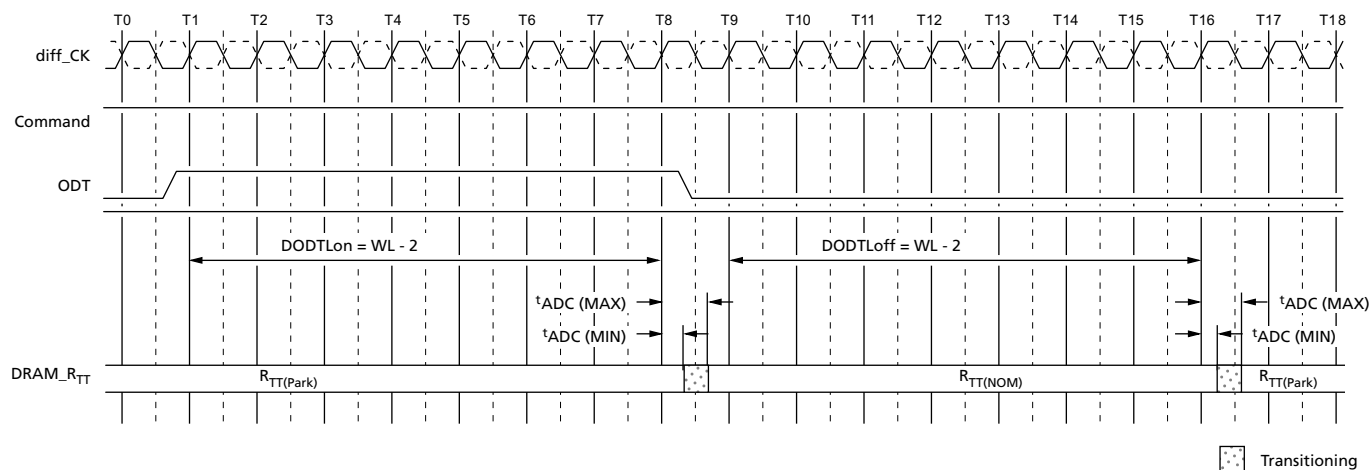 T0 T1 T2 T3 T4 T5 T6 T7 T8 T9 T10 T11 T12 T13 T14 T15 T16 T17 T18
diff_CK
Command
ODT
DODTLon = WL - 2 DODTLoff = WL - 2
tADC (MAX) tADC (MAX)
tADC (MIN) tADC (MIN)
DRAM_RTT RTT(Park) RTT(NOM) RTT(Park)
Transitioning